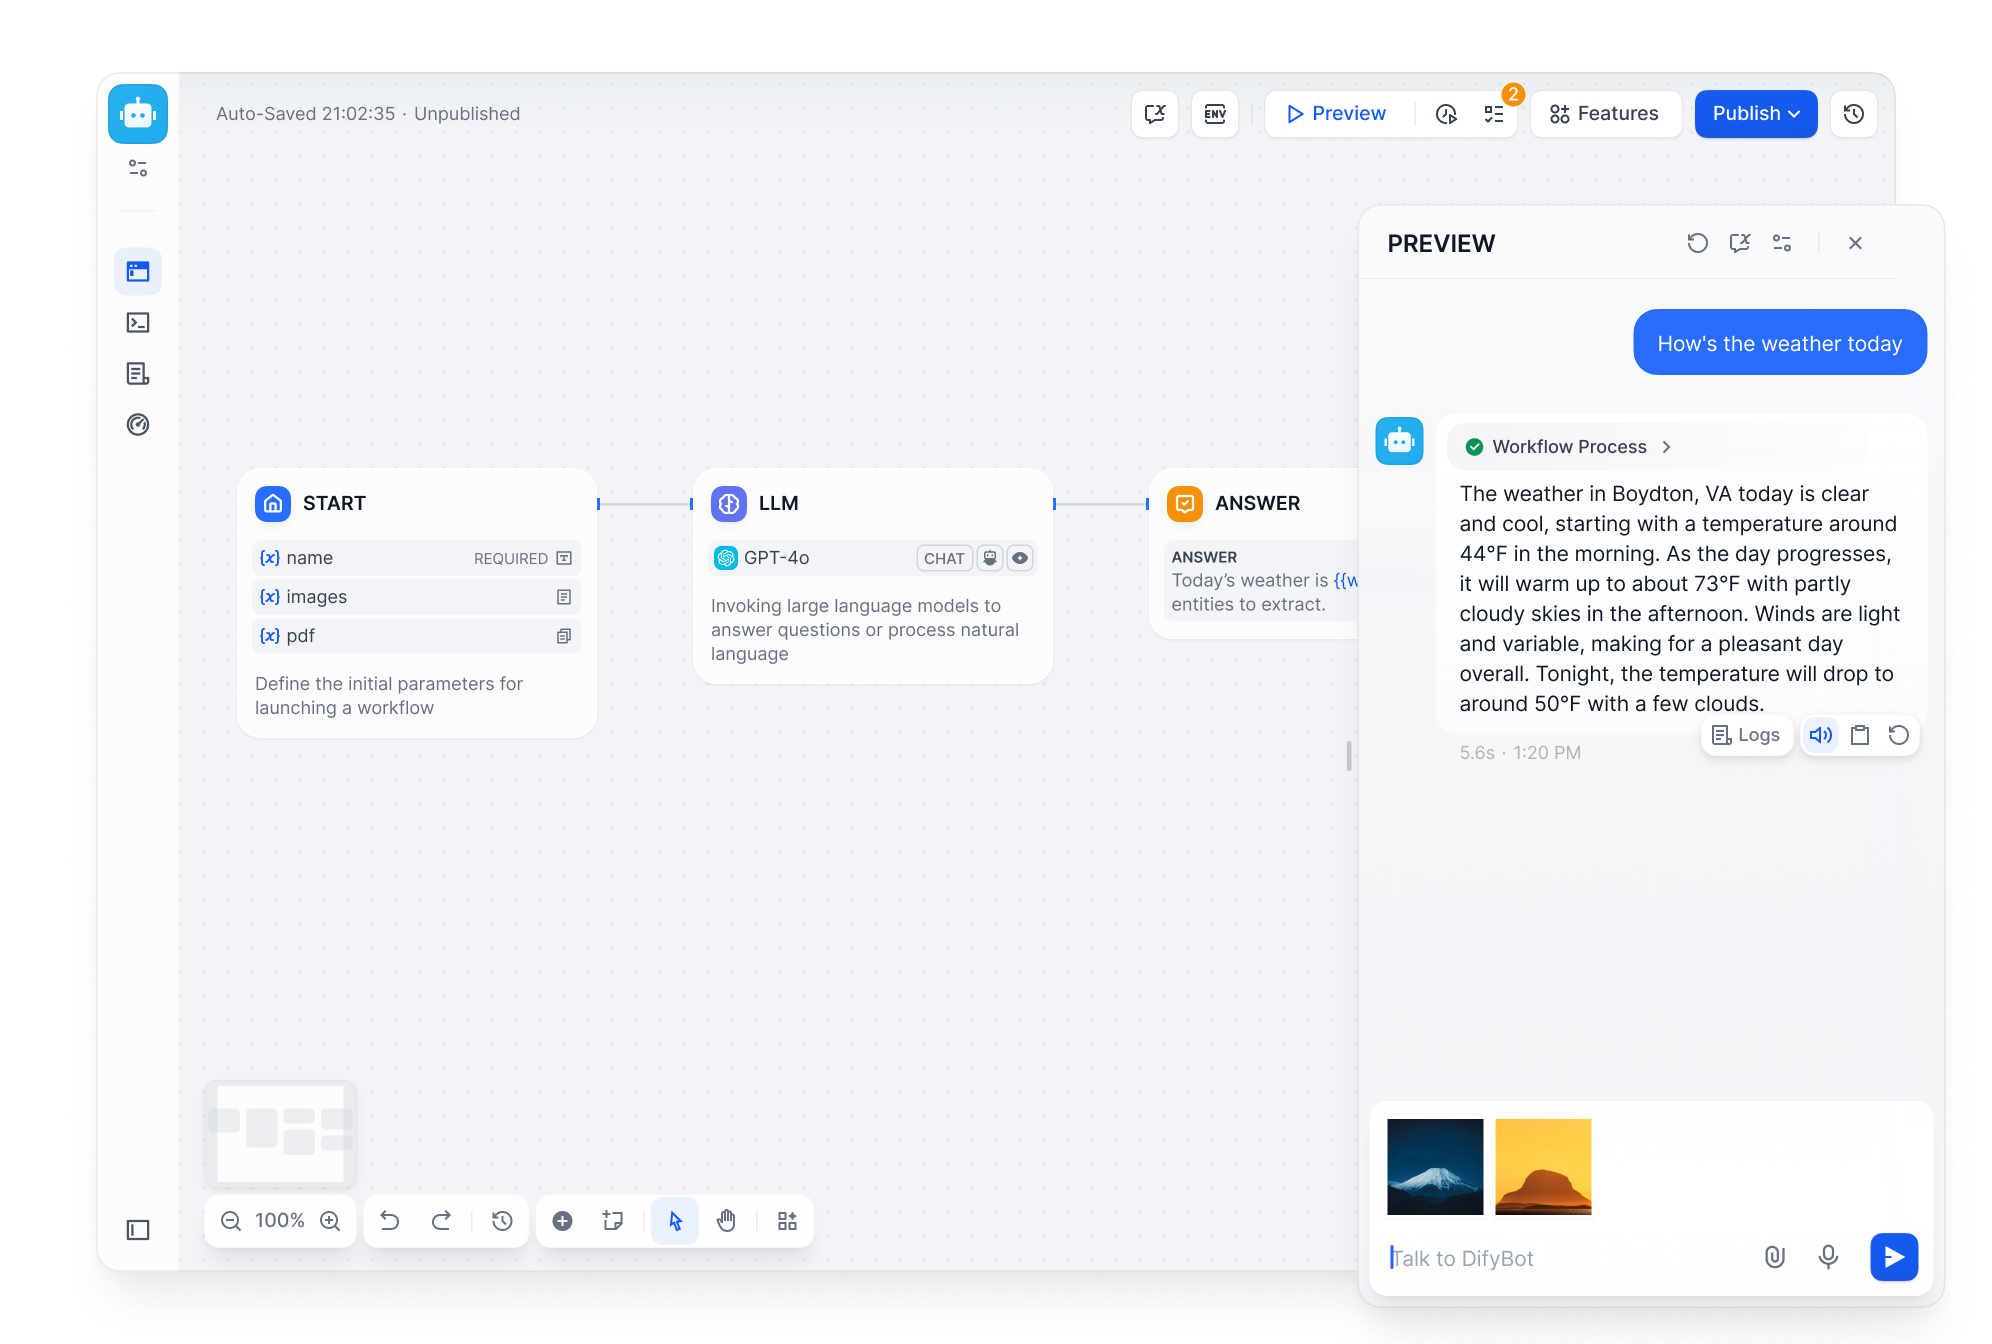 Auto-Saved 21:02:35 · Unpublished
ENV
Preview
2
Features
Publish
PREVIEW
How's the weather today
Workflow Process
The weather in Boydton, VA today is clear
and cool, starting with a temperature around
44°F in the morning. As the day progresses,
it will warm up to about 73°F with partly
cloudy skies in the afternoon. Winds are light
and variable, making for a pleasant day
overall. Tonight, the temperature will drop to
around 50°F with a few clouds.
Logs
5.6s · 1:20 PM
START
{x} name REQUIRED
{x} images
{x} pdf
Define the initial parameters for
launching a workflow
LLM
GPT-4o CHAT
Invoking large language models to
answer questions or process natural
language
ANSWER
ANSWER
Today’s weather is {{w
entities to extract.
100%
Talk to DifyBot